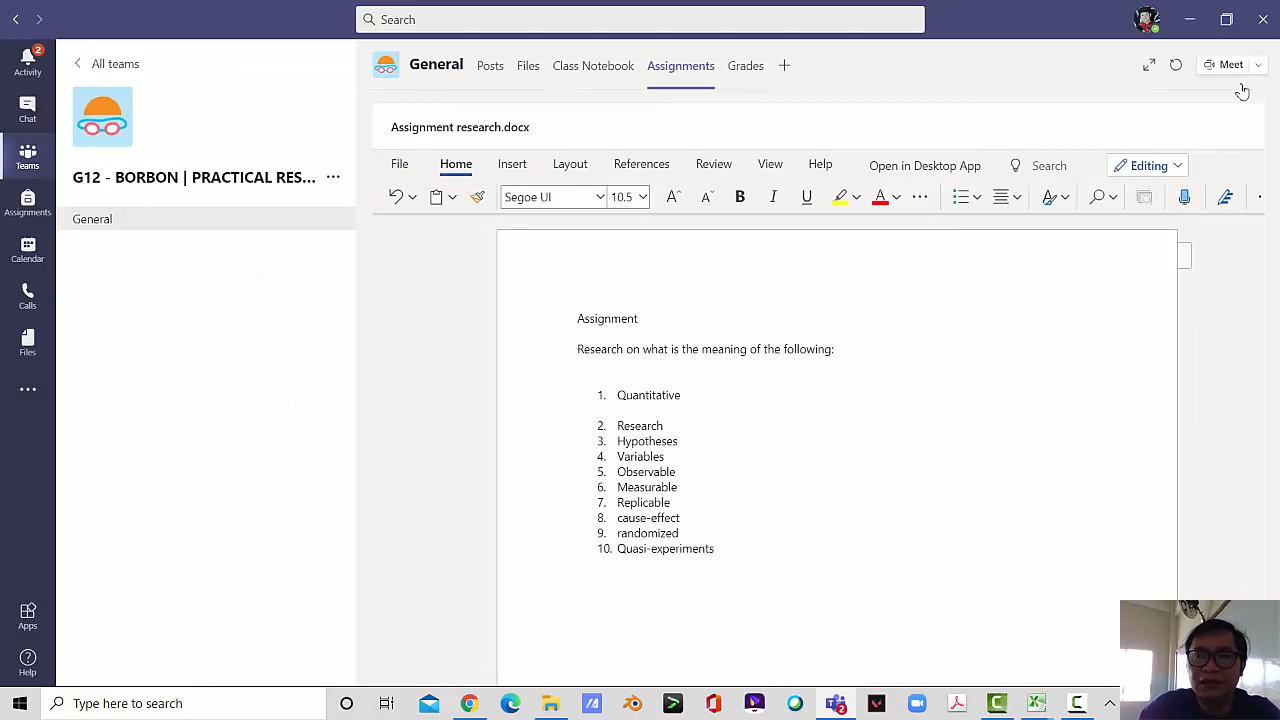 Search
2
Activity
Chat
Teams
Assignments
Calendar
Calls
Files
Apps
Help
All teams
G12 - BORBON | PRACTICAL RES...
General
General
Posts
Files
Class Notebook
Assignments
Grades
Meet
Assignment research.docx
File
Home
Insert
Layout
References
Review
View
Help
Open in Desktop App
Search
Editing
Segoe UI
10.5
B
I
U
A
Assignment
Research on what is the meaning of the following:
1. Quantitative
2. Research
3. Hypotheses
4. Variables
5. Observable
6. Measurable
7. Replicable
8. cause-effect
9. randomized
10. Quasi-experiments
Type here to search
2